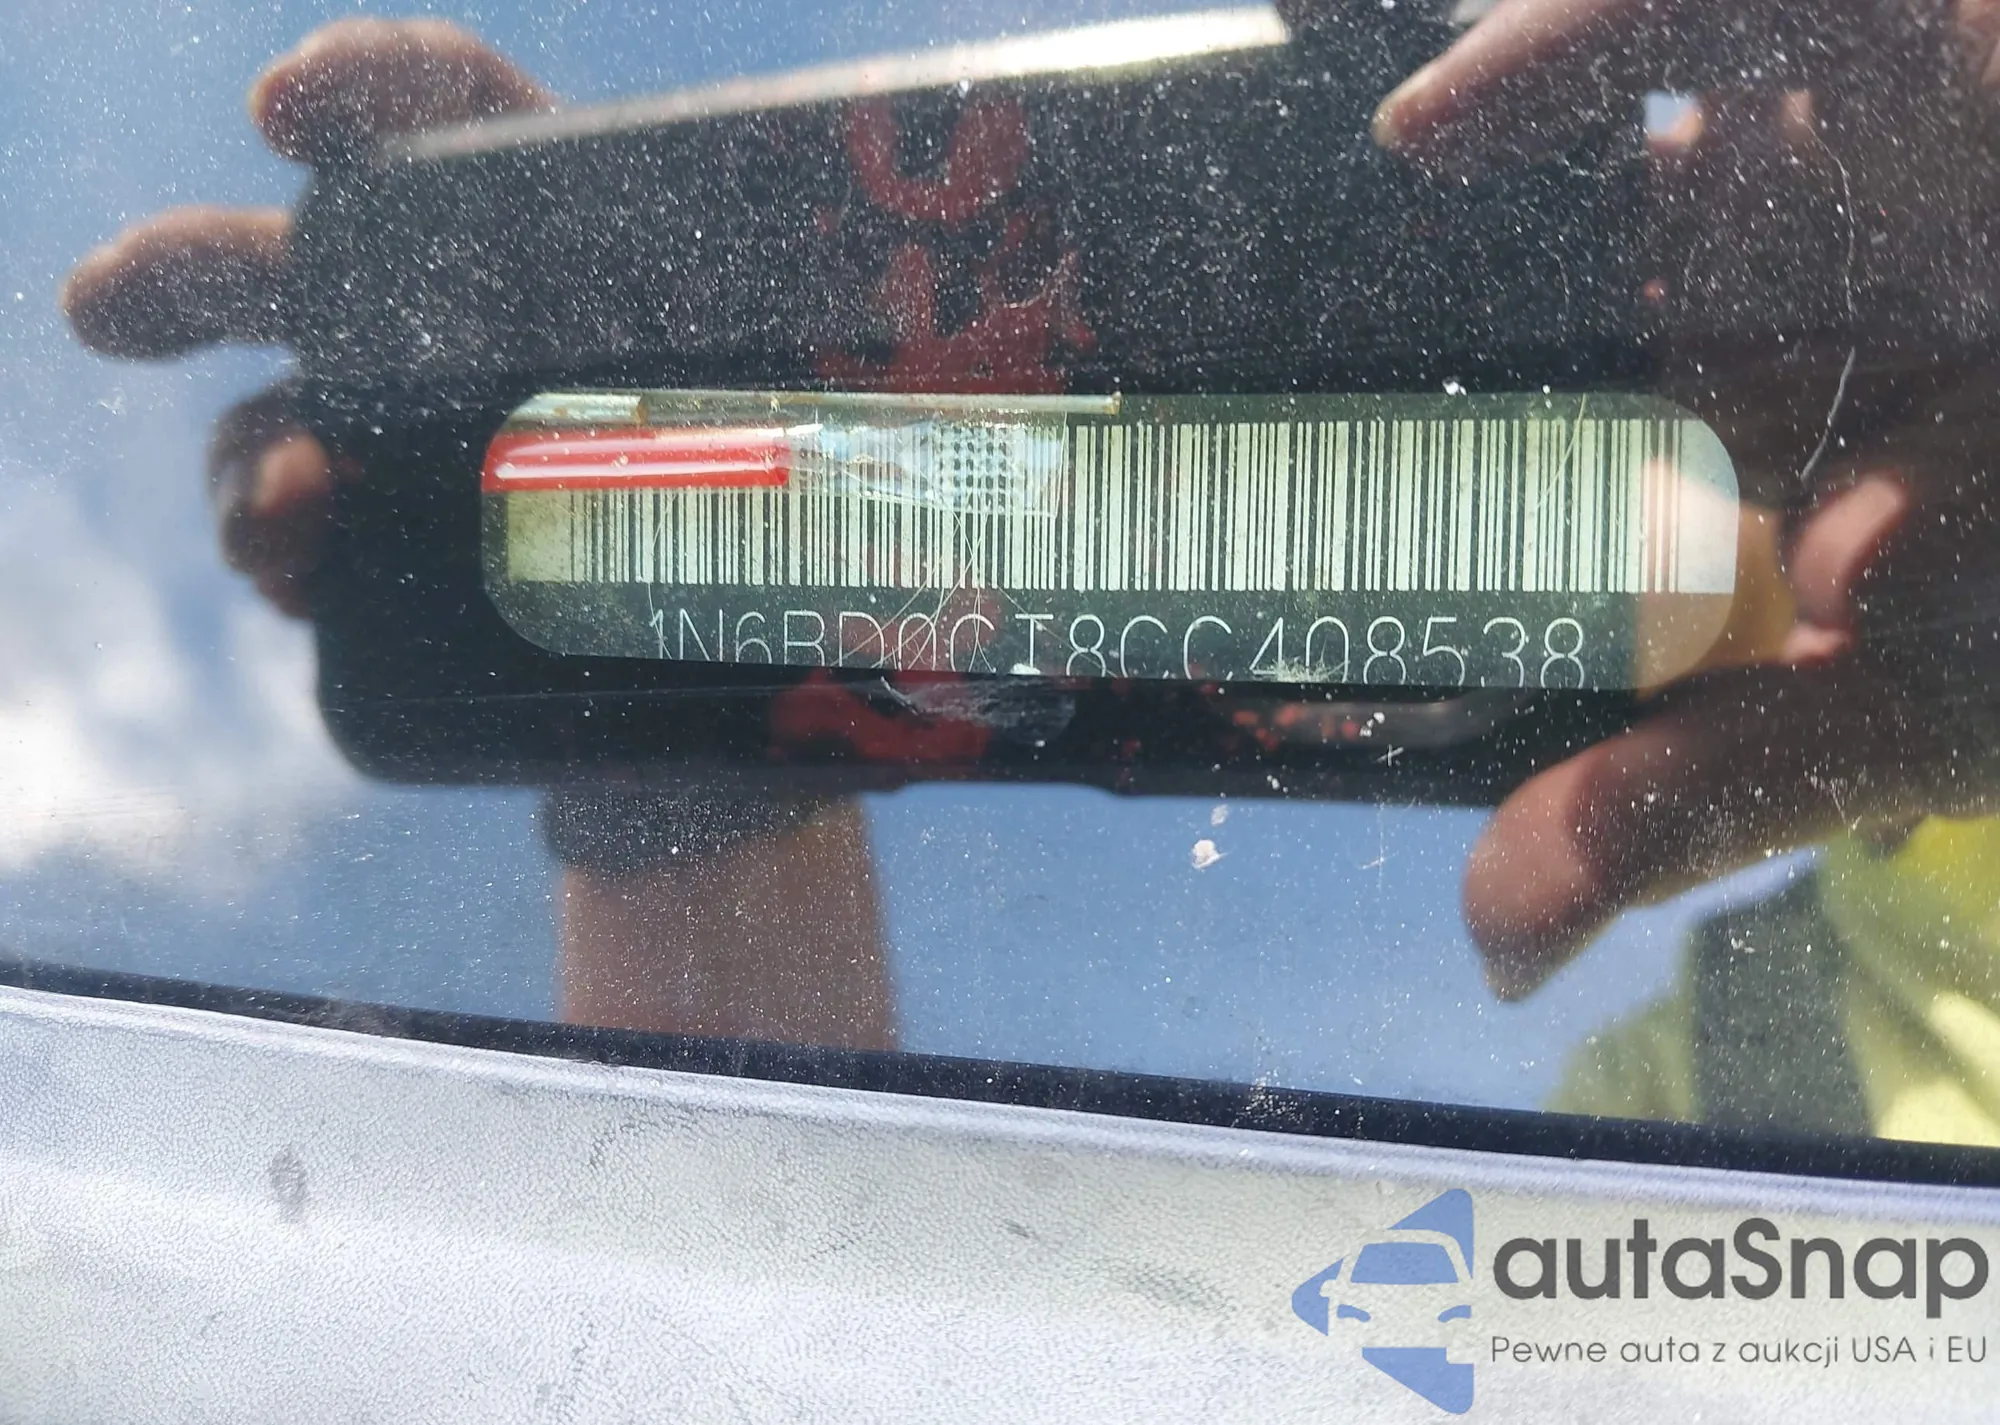 1N6BD0CT8CC408538
autaSnap
Pewne auta z aukcji USA i EU